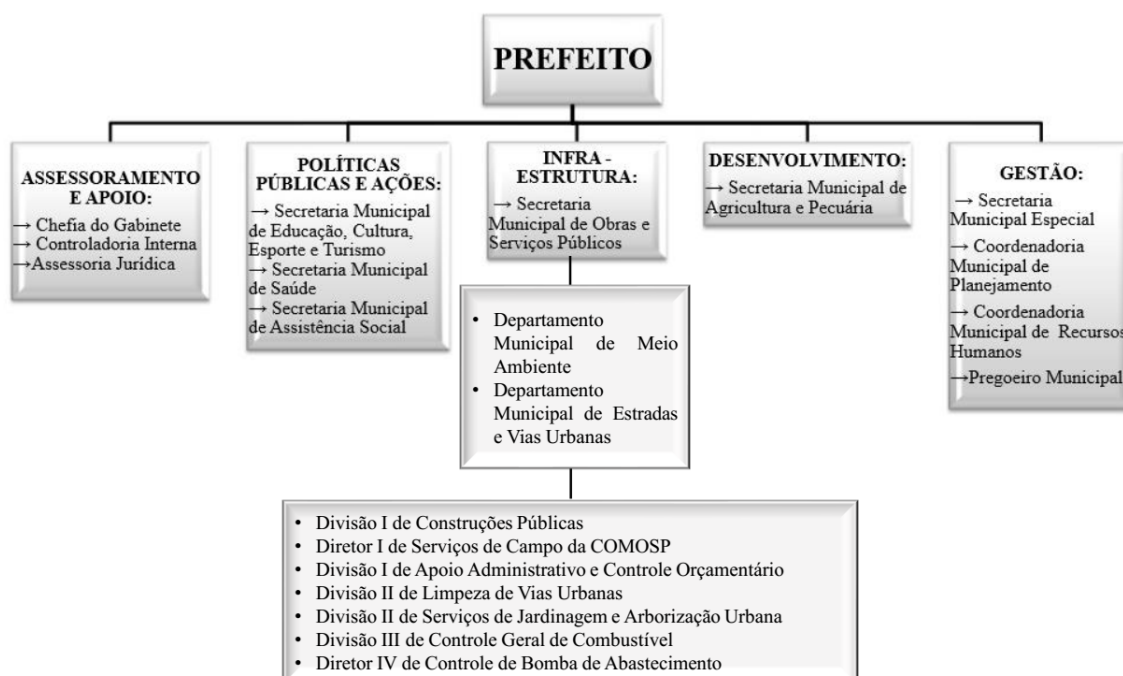 PREFEITO
ASSESSORAMENTO
E APOIO:
→ Chefia do Gabinete
→ Controladoria Interna
→Assessoria Jurídica
POLÍTICAS
PÚBLICAS E AÇÕES:
→ Secretaria Municipal
de Educação, Cultura,
Esporte e Turismo
→ Secretaria Municipal
de Saúde
→ Secretaria Municipal
de Assistência Social
INFRA -
ESTRUTURA:
→ Secretaria
Municipal de Obras e
Serviços Públicos
DESENVOLVIMENTO:
→ Secretaria Municipal de
Agricultura e Pecuária
GESTÃO:
→ Secretaria
Municipal Especial
→ Coordenadoria
Municipal de
Planejamento
→ Coordenadoria
Municipal de Recursos
Humanos
→Pregoeiro Municipal
• Departamento
Municipal de Meio
Ambiente
• Departamento
Municipal de Estradas
e Vias Urbanas
• Divisão I de Construções Públicas
• Diretor I de Serviços de Campo da COMOSP
• Divisão I de Apoio Administrativo e Controle Orçamentário
• Divisão II de Limpeza de Vias Urbanas
• Divisão II de Serviços de Jardinagem e Arborização Urbana
• Divisão III de Controle Geral de Combustível
• Diretor IV de Controle de Bomba de Abastecimento